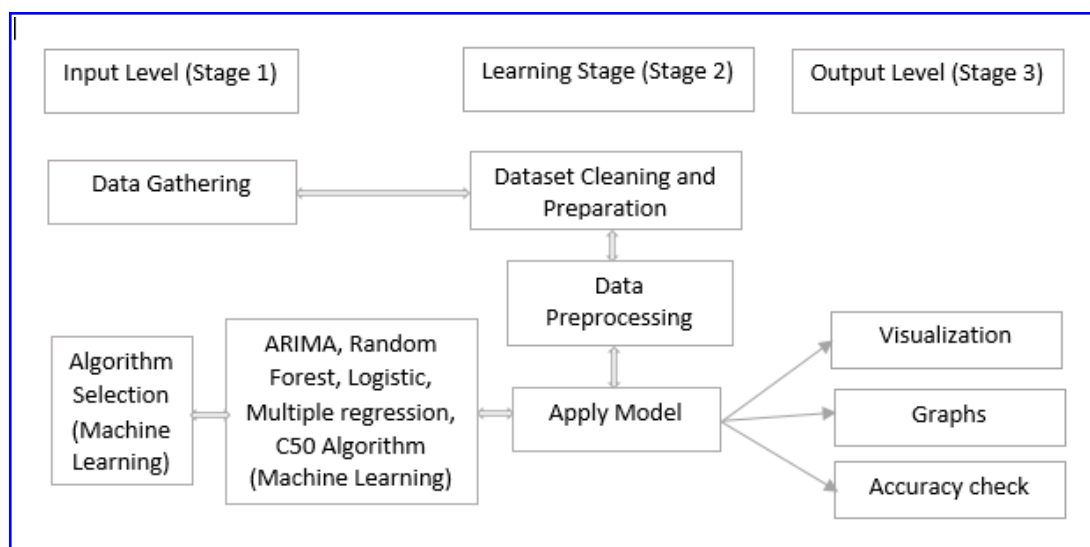 Input Level (Stage 1)
Learning Stage (Stage 2)
Output Level (Stage 3)
Data Gathering
Dataset Cleaning and
Preparation
Data
Preprocessing
Algorithm
Selection
(Machine
Learning)
ARIMA, Random
Forest, Logistic,
Multiple regression,
C50 Algorithm
(Machine Learning)
Apply Model
Visualization
Graphs
Accuracy check